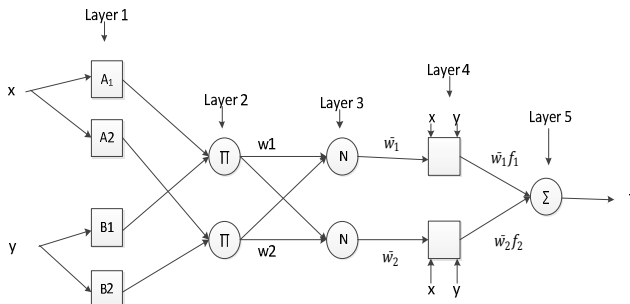 Layer 1
Layer 4
Layer 2
Layer 3
Layer 5
x
A₁
A2
x y
∏
w1
N
w̄₁
w̄₁f₁
Σ
B1
y
∏
w2
N
w̄₂
w̄₂f₂
B2
x y